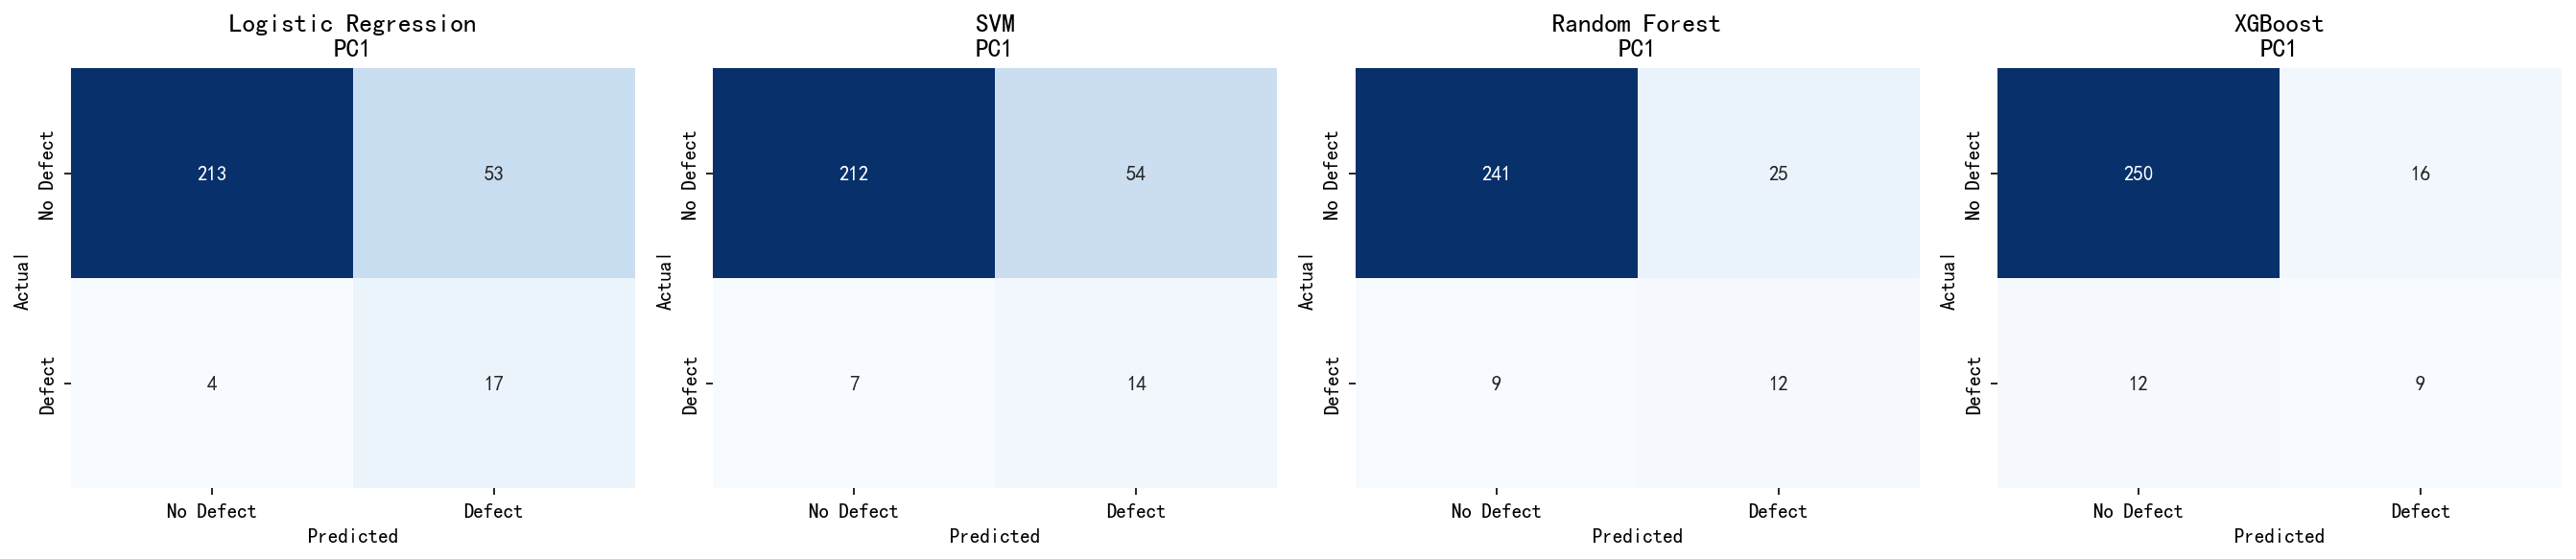 Logistic Regression
PC1
No Defect
213
53
Actual
Defect
4
17
No Defect
Defect
Predicted
SVM
PC1
No Defect
212
54
Actual
Defect
7
14
No Defect
Defect
Predicted
Random Forest
PC1
No Defect
241
25
Actual
Defect
9
12
No Defect
Defect
Predicted
XGBoost
PC1
No Defect
250
16
Actual
Defect
12
9
No Defect
Defect
Predicted